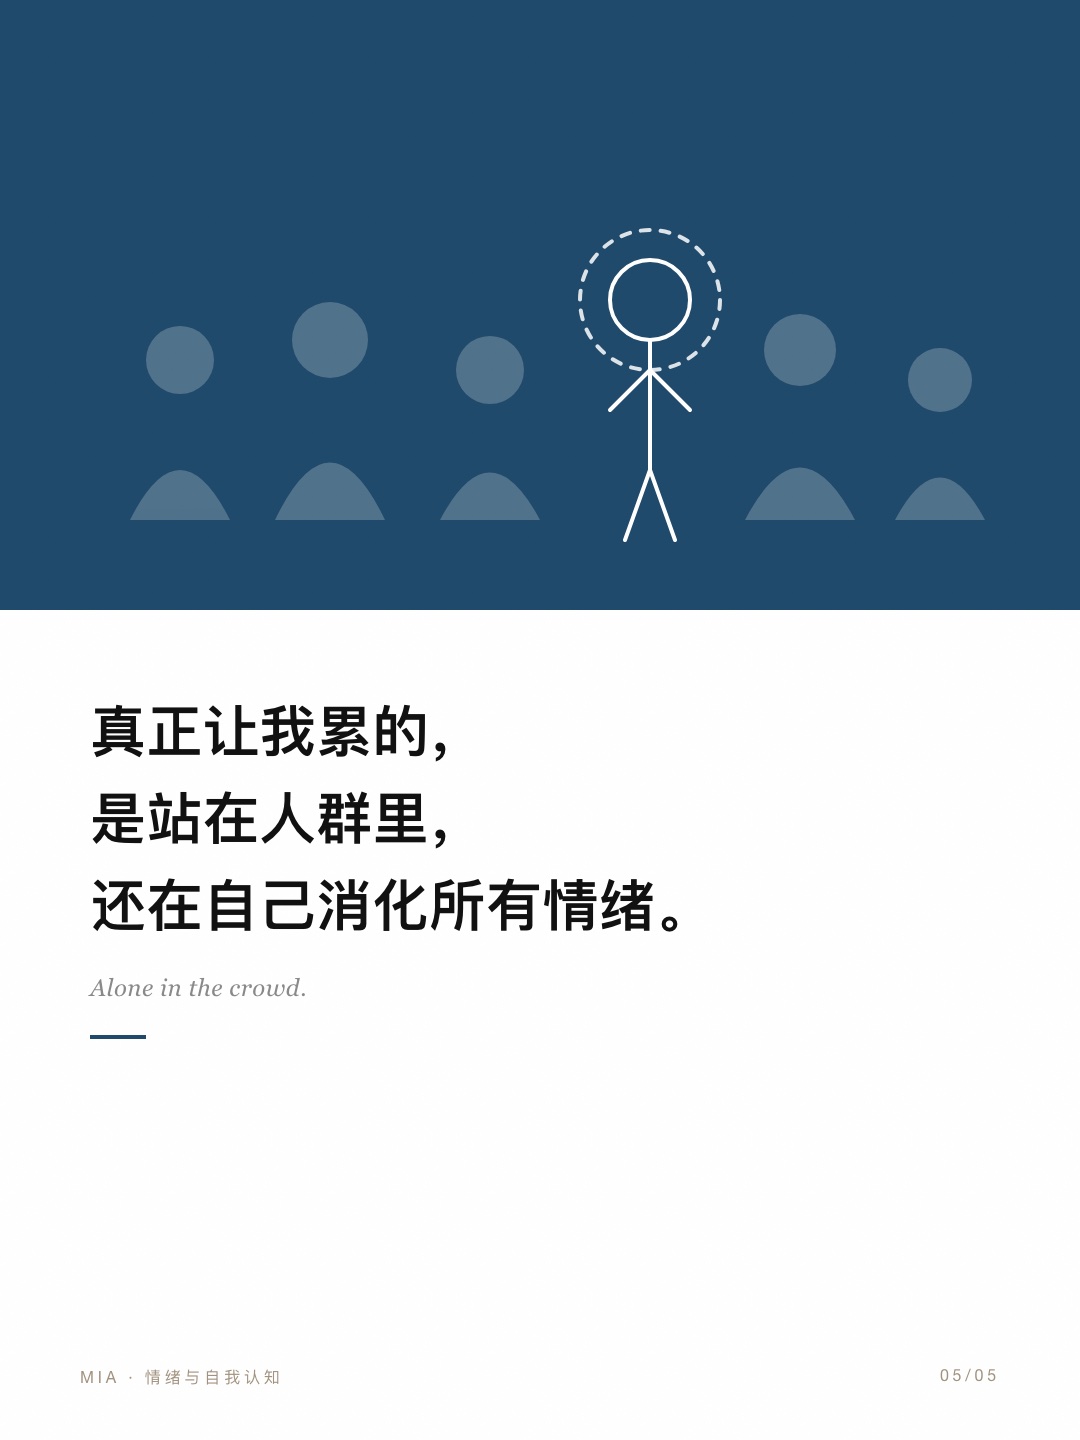 真正让我累的，
是站在人群里，
还在自己消化所有情绪。
Alone in the crowd.
MIA · 情绪与自我认知
05/05